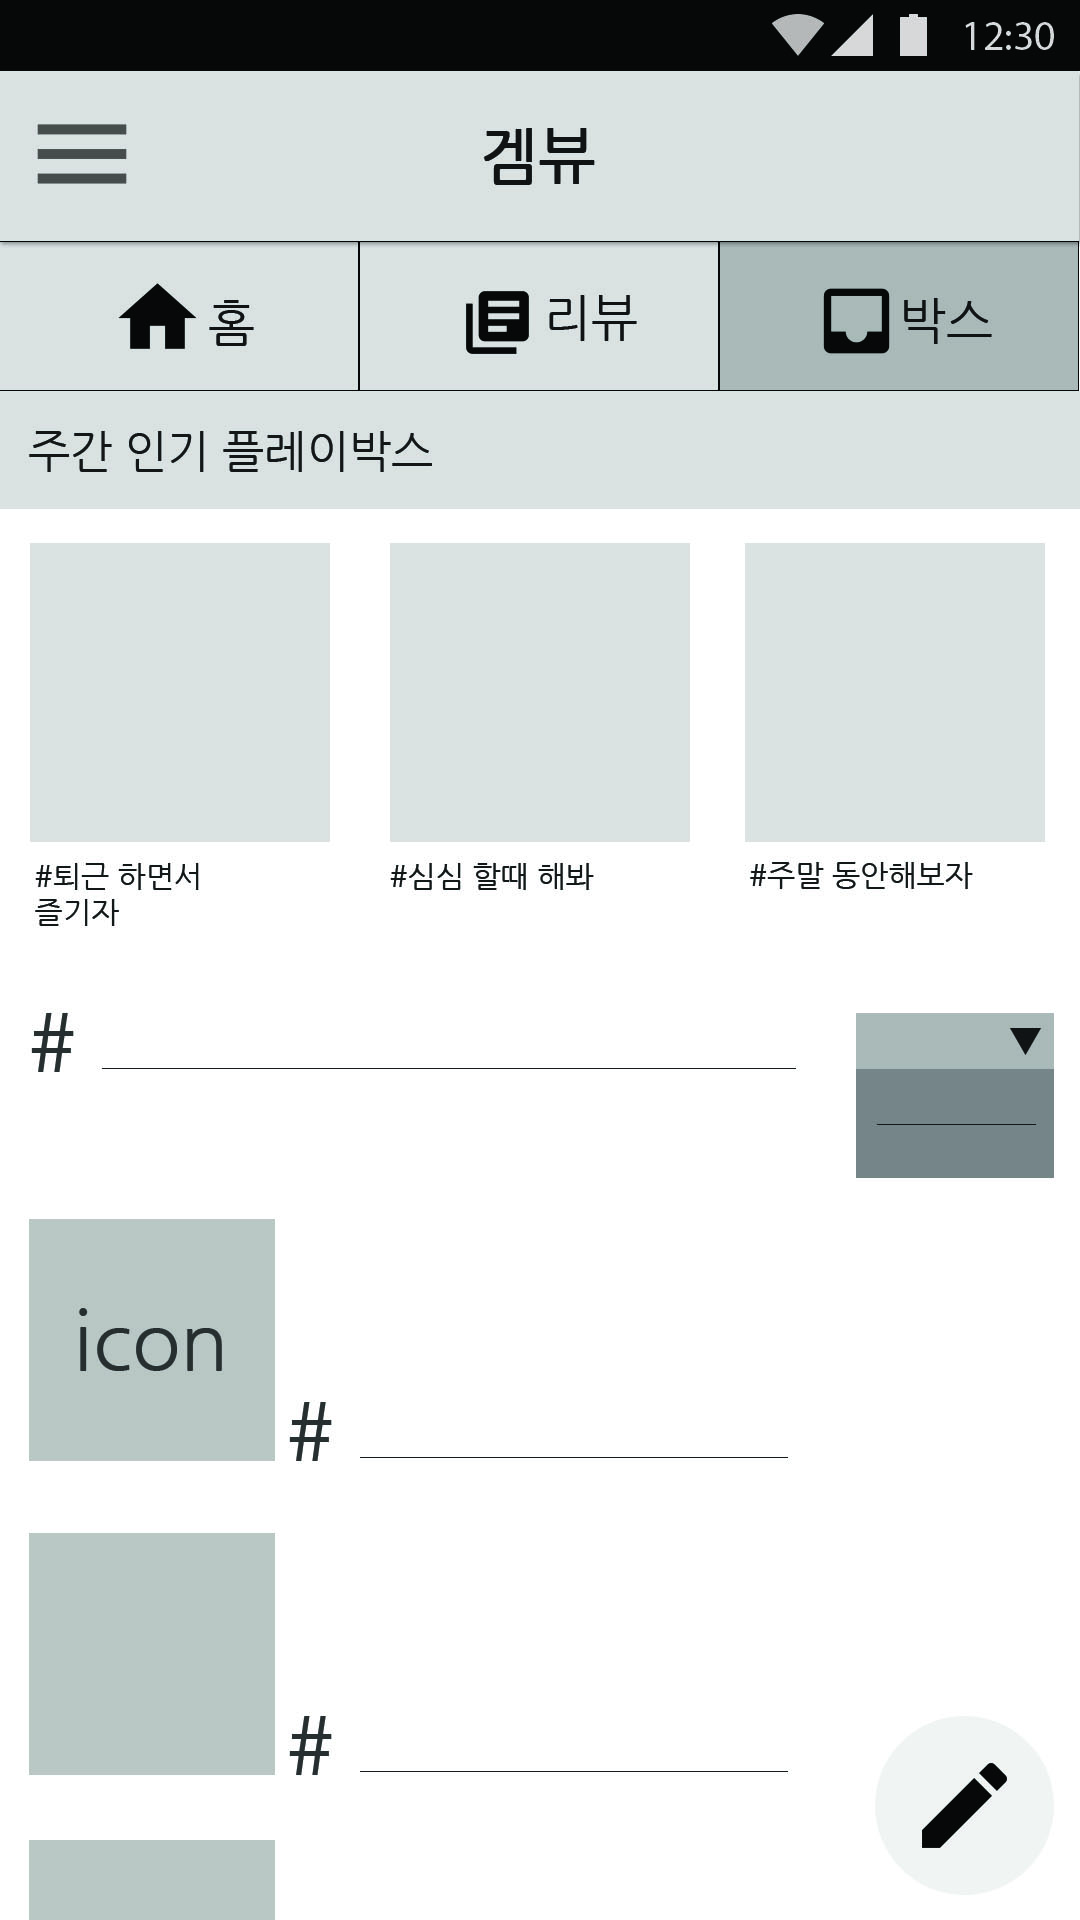 12:30
겜뷰
홈
리뷰
박스
주간 인기 플레이박스
#퇴근 하면서
즐기자
#심심 할때 해봐
#주말 동안해보자
#
icon
#
#